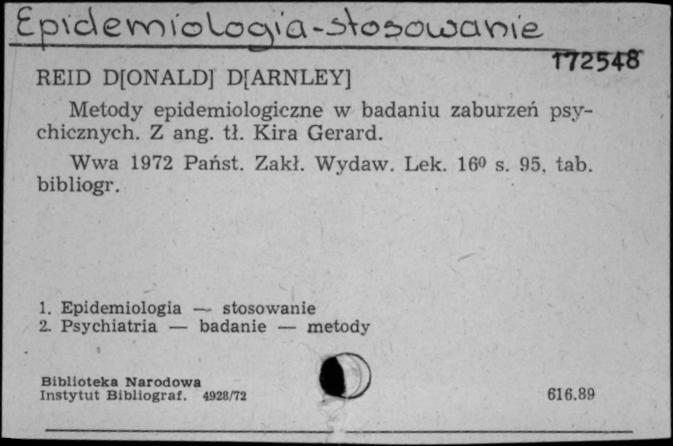 Epidemiologia-stosowanie
172548
REID D[ONALD] D[ARNLEY]
Metody epidemiologiczne w badaniu zaburzeń psy-
chicznych. Z ang. tł. Kira Gerard.
Wwa 1972 Państ. Zakł. Wydaw. Lek. 16⁰ s. 95, tab.
bibliogr.
1. Epidemiologia — stosowanie
2. Psychiatria — badanie — metody
Biblioteka Narodowa
Instytut Bibliograf. 4928/72
616.89